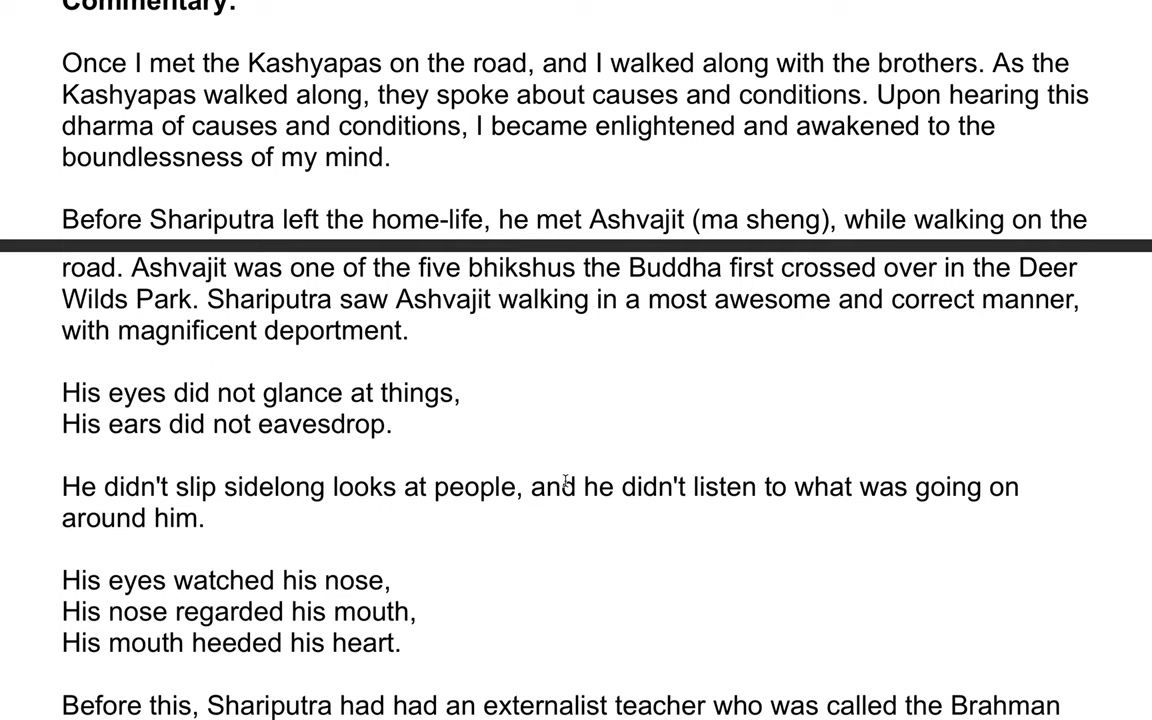 Commentary:
Once I met the Kashyapas on the road, and I walked along with the brothers. As the
Kashyapas walked along, they spoke about causes and conditions. Upon hearing this
dharma of causes and conditions, I became enlightened and awakened to the
boundlessness of my mind.
Before Shariputra left the home-life, he met Ashvajit (ma sheng), while walking on the
road. Ashvajit was one of the five bhikshus the Buddha first crossed over in the Deer
Wilds Park. Shariputra saw Ashvajit walking in a most awesome and correct manner,
with magnificent deportment.
His eyes did not glance at things,
His ears did not eavesdrop.
He didn't slip sidelong looks at people, and he didn't listen to what was going on
around him.
His eyes watched his nose,
His nose regarded his mouth,
His mouth heeded his heart.
Before this, Shariputra had had an externalist teacher who was called the Brahman